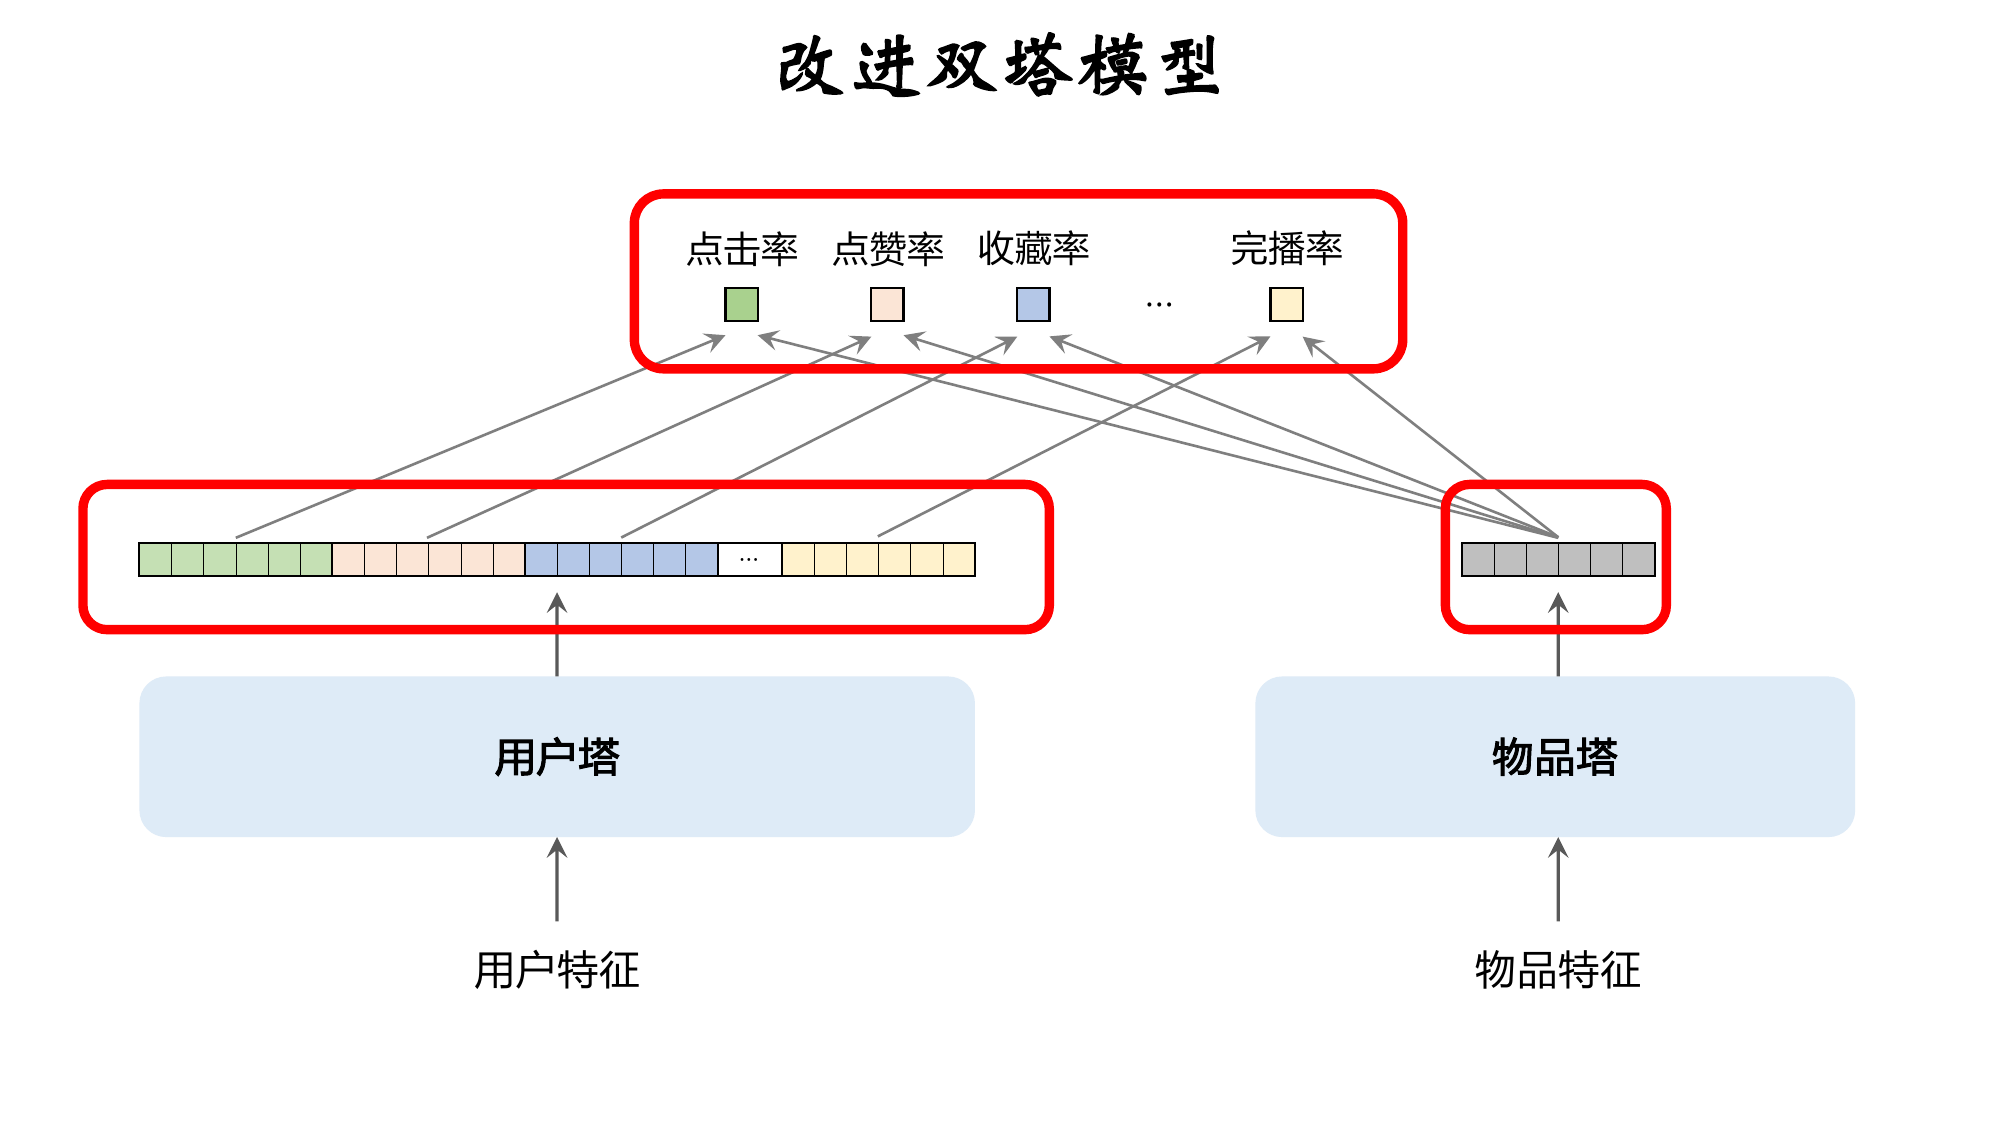 改进双塔模型
点击率 点赞率 收藏率 ... 完播率
...
用户塔 物品塔
用户特征 物品特征